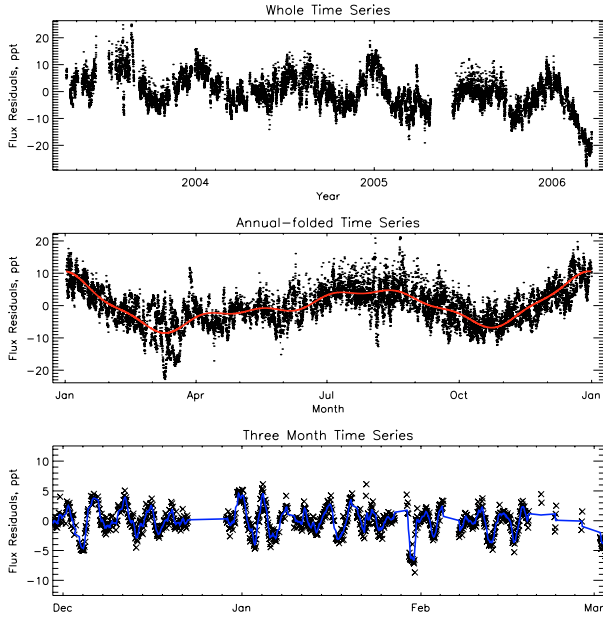 Whole Time Series
20
10
0
-10
-20
Flux Residuals, ppt
2004 2005 2006
Year
Annual-folded Time Series
20
10
0
-10
-20
Flux Residuals, ppt
Jan Apr Jul Oct Jan
Month
Three Month Time Series
10
5
0
-5
-10
Flux Residuals, ppt
Dec Jan Feb Mar